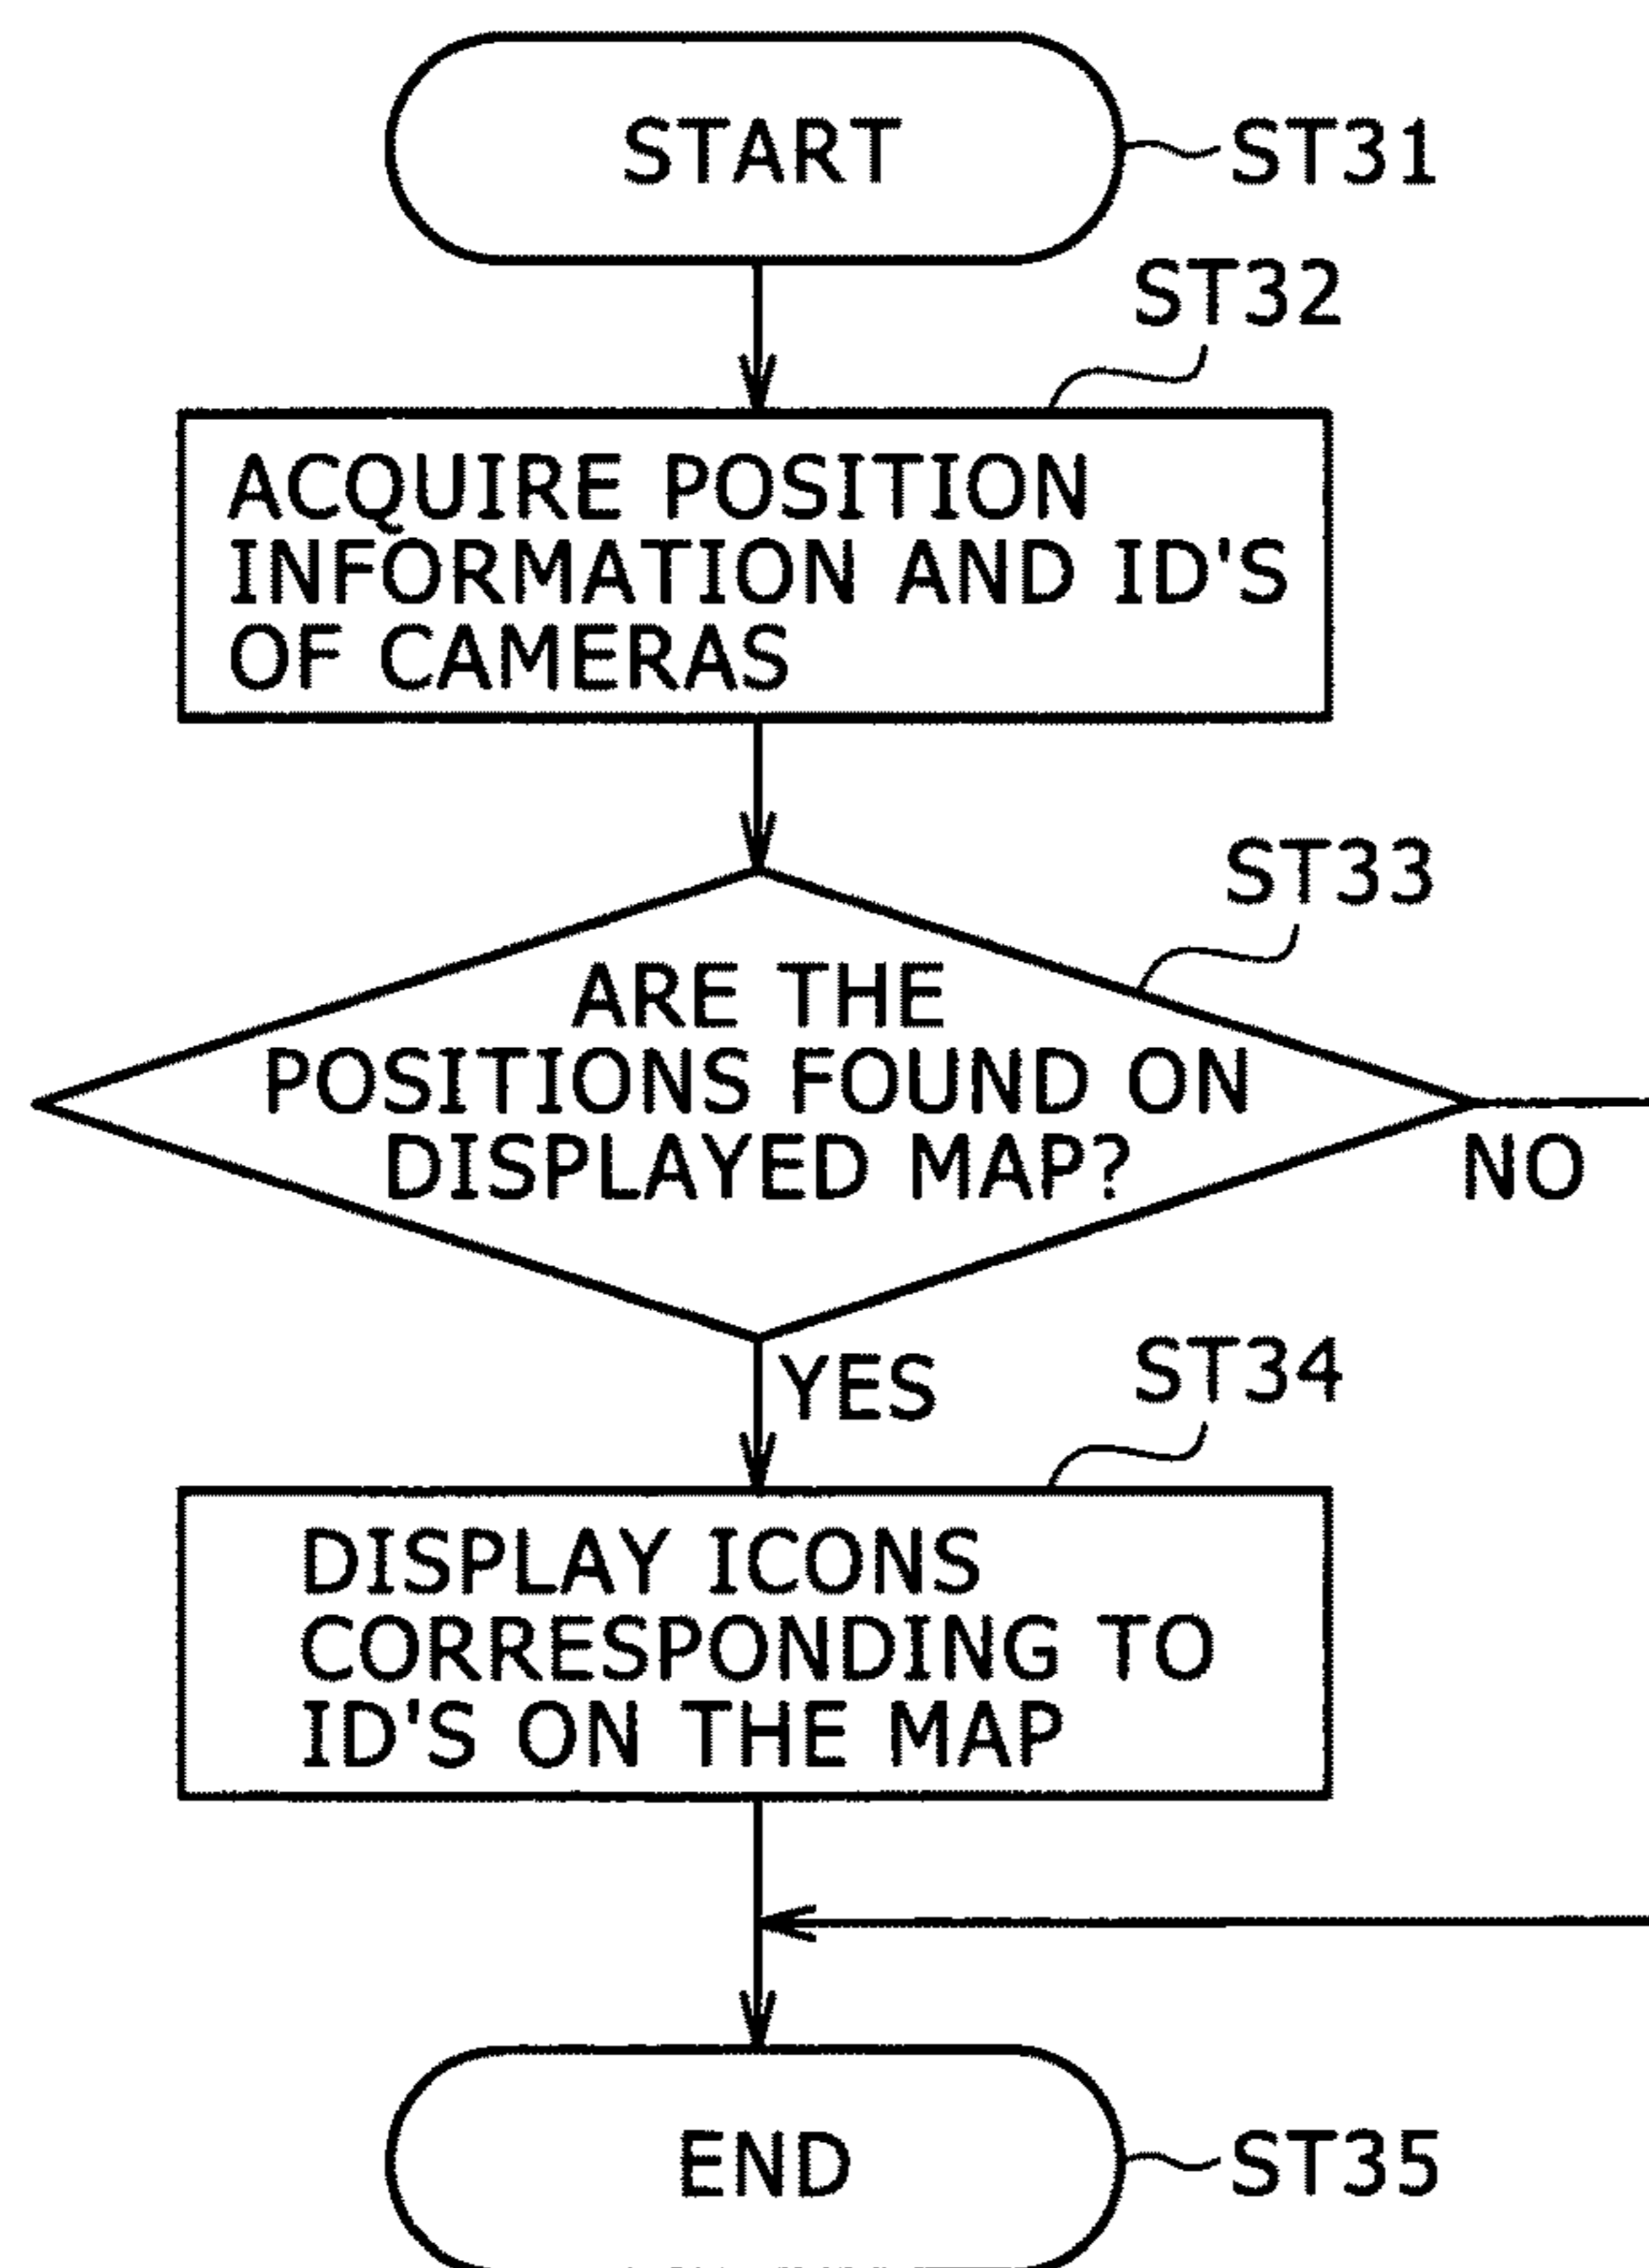 START
ST31
ST32
ACQUIRE POSITION
INFORMATION AND ID'S
OF CAMERAS
ST33
ARE THE
POSITIONS FOUND ON
DISPLAYED MAP?
NO
YES
ST34
DISPLAY ICONS
CORRESPONDING TO
ID'S ON THE MAP
END
ST35